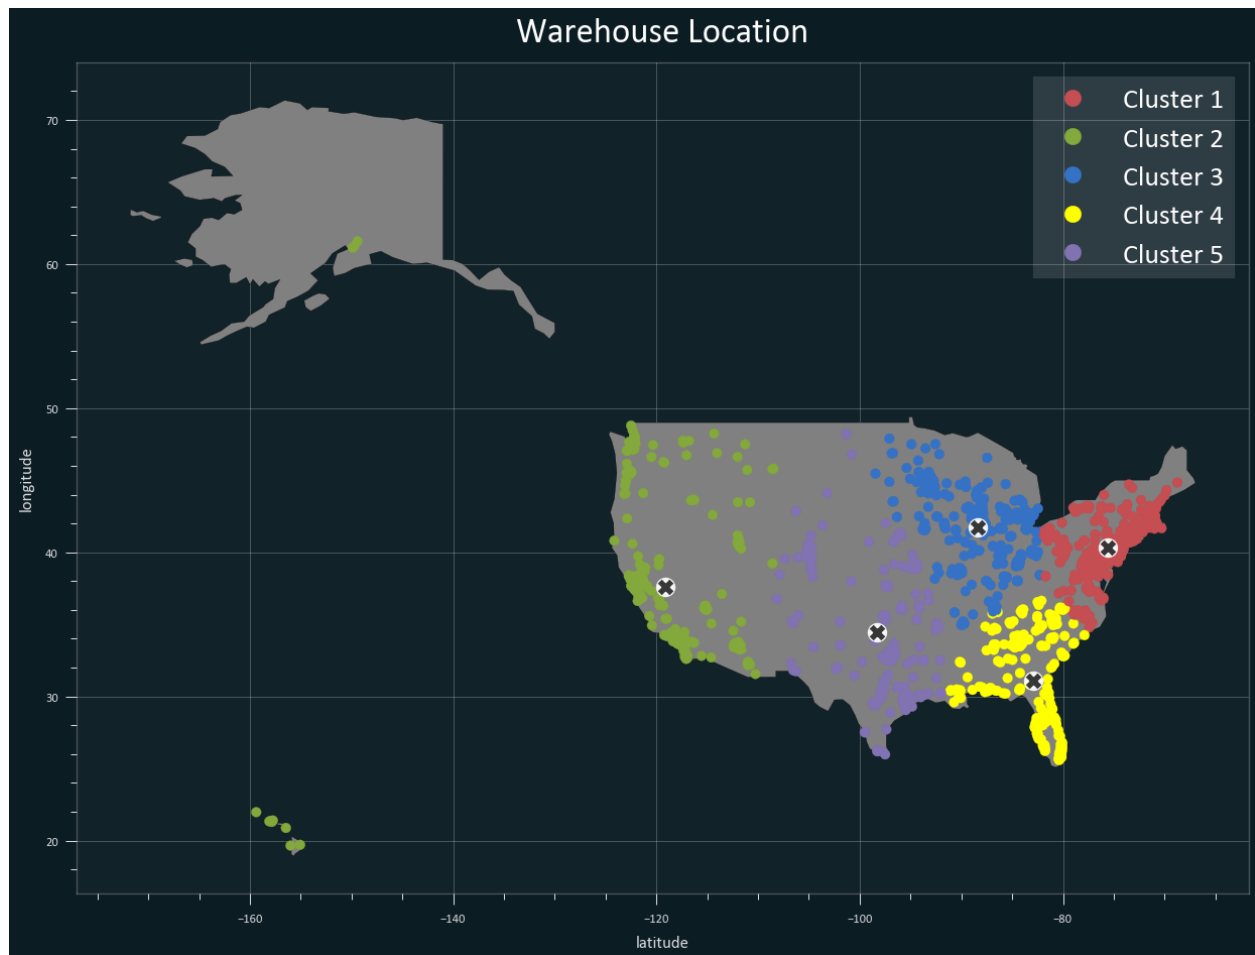 Warehouse Location
Cluster 1
Cluster 2
Cluster 3
Cluster 4
Cluster 5
70
60
50
40
30
20
longitude
−160
−140
−120
−100
−80
latitude